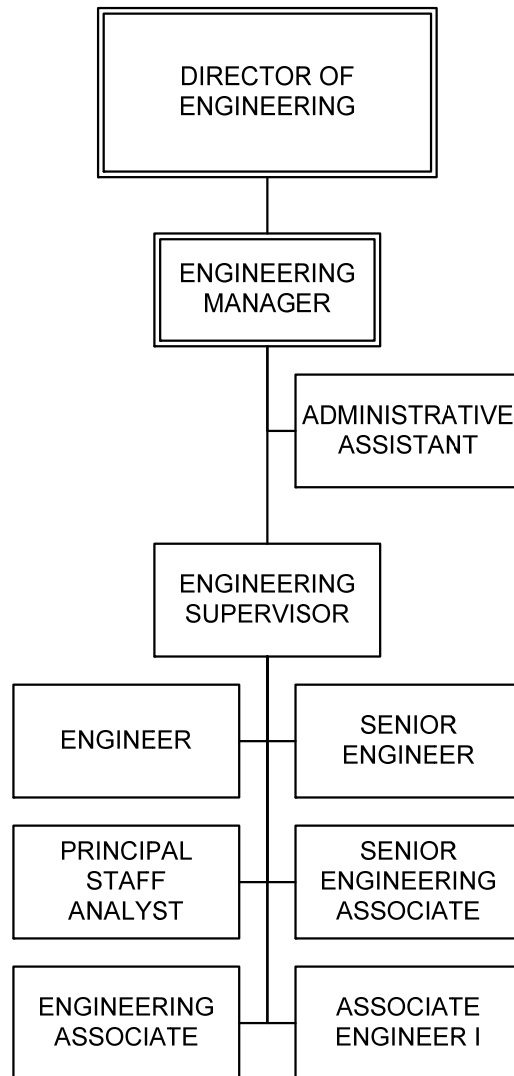 DIRECTOR OF
ENGINEERING
ENGINEERING
MANAGER
ADMINISTRATIVE
ASSISTANT
ENGINEERING
SUPERVISOR
ENGINEER
SENIOR
ENGINEER
PRINCIPAL
STAFF
ANALYST
SENIOR
ENGINEERING
ASSOCIATE
ENGINEERING
ASSOCIATE
ASSOCIATE
ENGINEER I